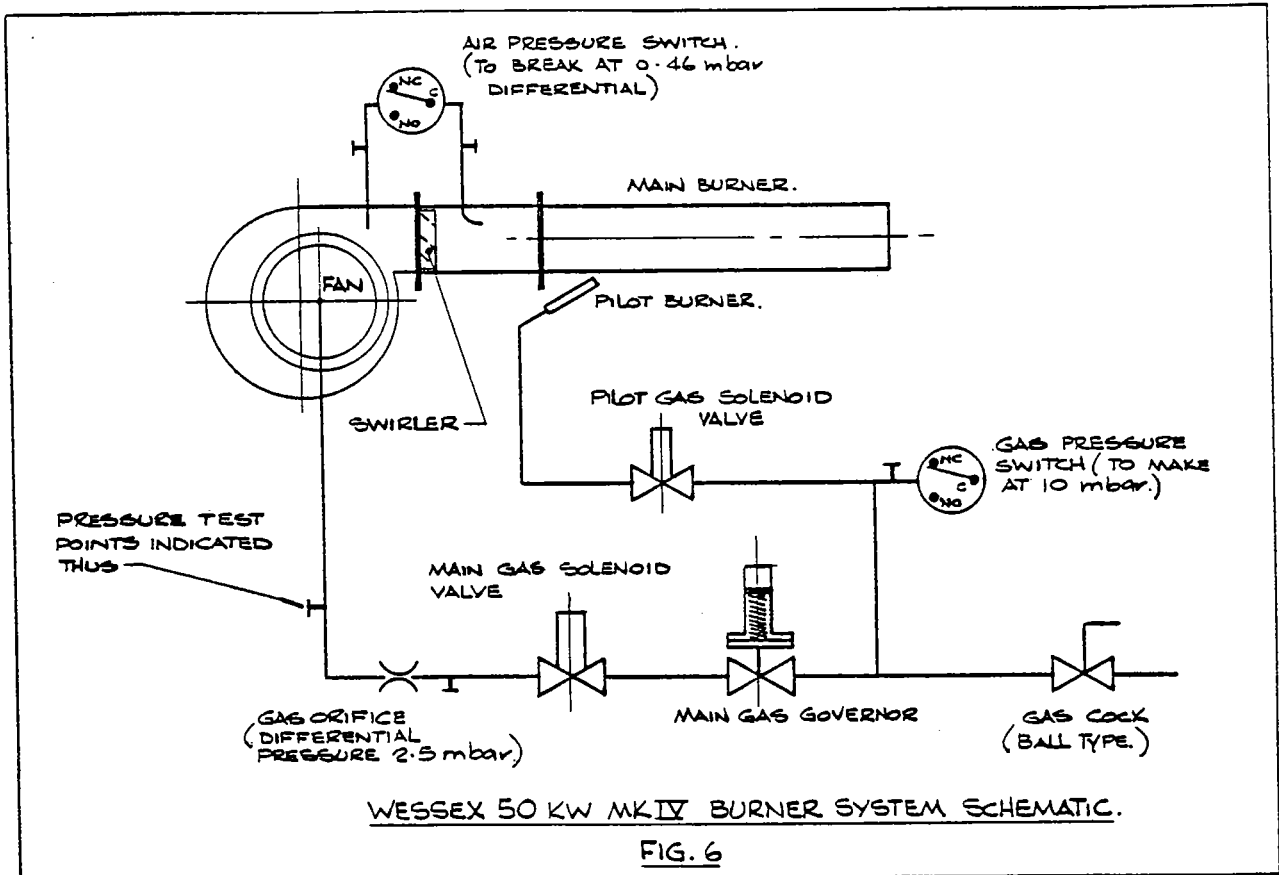 AIR PRESSURE SWITCH.
(TO BREAK AT 0.46 mbar
DIFFERENTIAL)
NC
C
NO
MAIN BURNER.
FAN
PILOT BURNER.
SWIRLER
PILOT GAS SOLENOID
VALVE
GAS PRESSURE
SWITCH (TO MAKE
AT 10 mbar.)
NC
C
NO
PRESSURE TEST
POINTS INDICATED
THUS
MAIN GAS SOLENOID
VALVE
GAS ORIFICE
(DIFFERENTIAL
PRESSURE 2.5 mbar.)
MAIN GAS GOVERNOR
GAS COCK
(BALL TYPE.)
WESSEX 50 KW MK IV BURNER SYSTEM SCHEMATIC.
FIG. 6